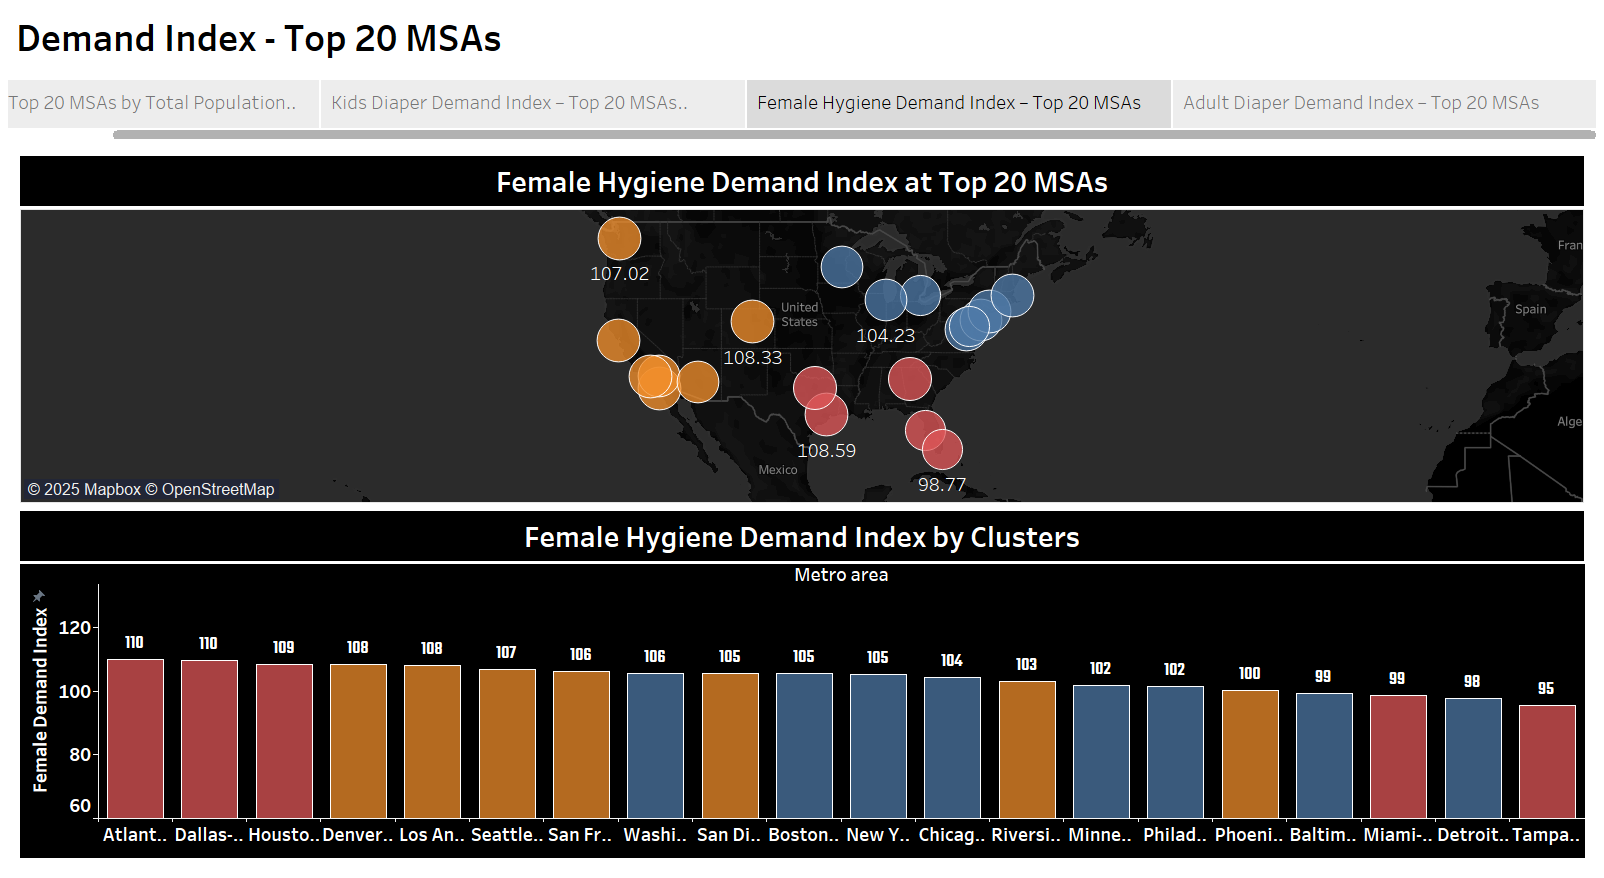 Demand Index - Top 20 MSAs
Top 20 MSAs by Total Population.. Kids Diaper Demand Index – Top 20 MSAs.. Female Hygiene Demand Index – Top 20 MSAs Adult Diaper Demand Index – Top 20 MSAs
Female Hygiene Demand Index at Top 20 MSAs
107.02
United
States
104.23
108.33
108.59
98.77
Mexico
Fran
Spain
Alge
© 2025 Mapbox © OpenStreetMap
Female Hygiene Demand Index by Clusters
Metro area
Female Demand Index
120
100
80
60
110 110 109 108 108 107 106 106 105 105 105 104 103 102 102 100 99 99 98 95
Atlant.. Dallas-.. Housto.. Denver.. Los An.. Seattle.. San Fr.. Washi.. San Di.. Boston.. New Y.. Chicag.. Riversi.. Minne.. Philad.. Phoeni.. Baltim.. Miami-.. Detroit.. Tampa..